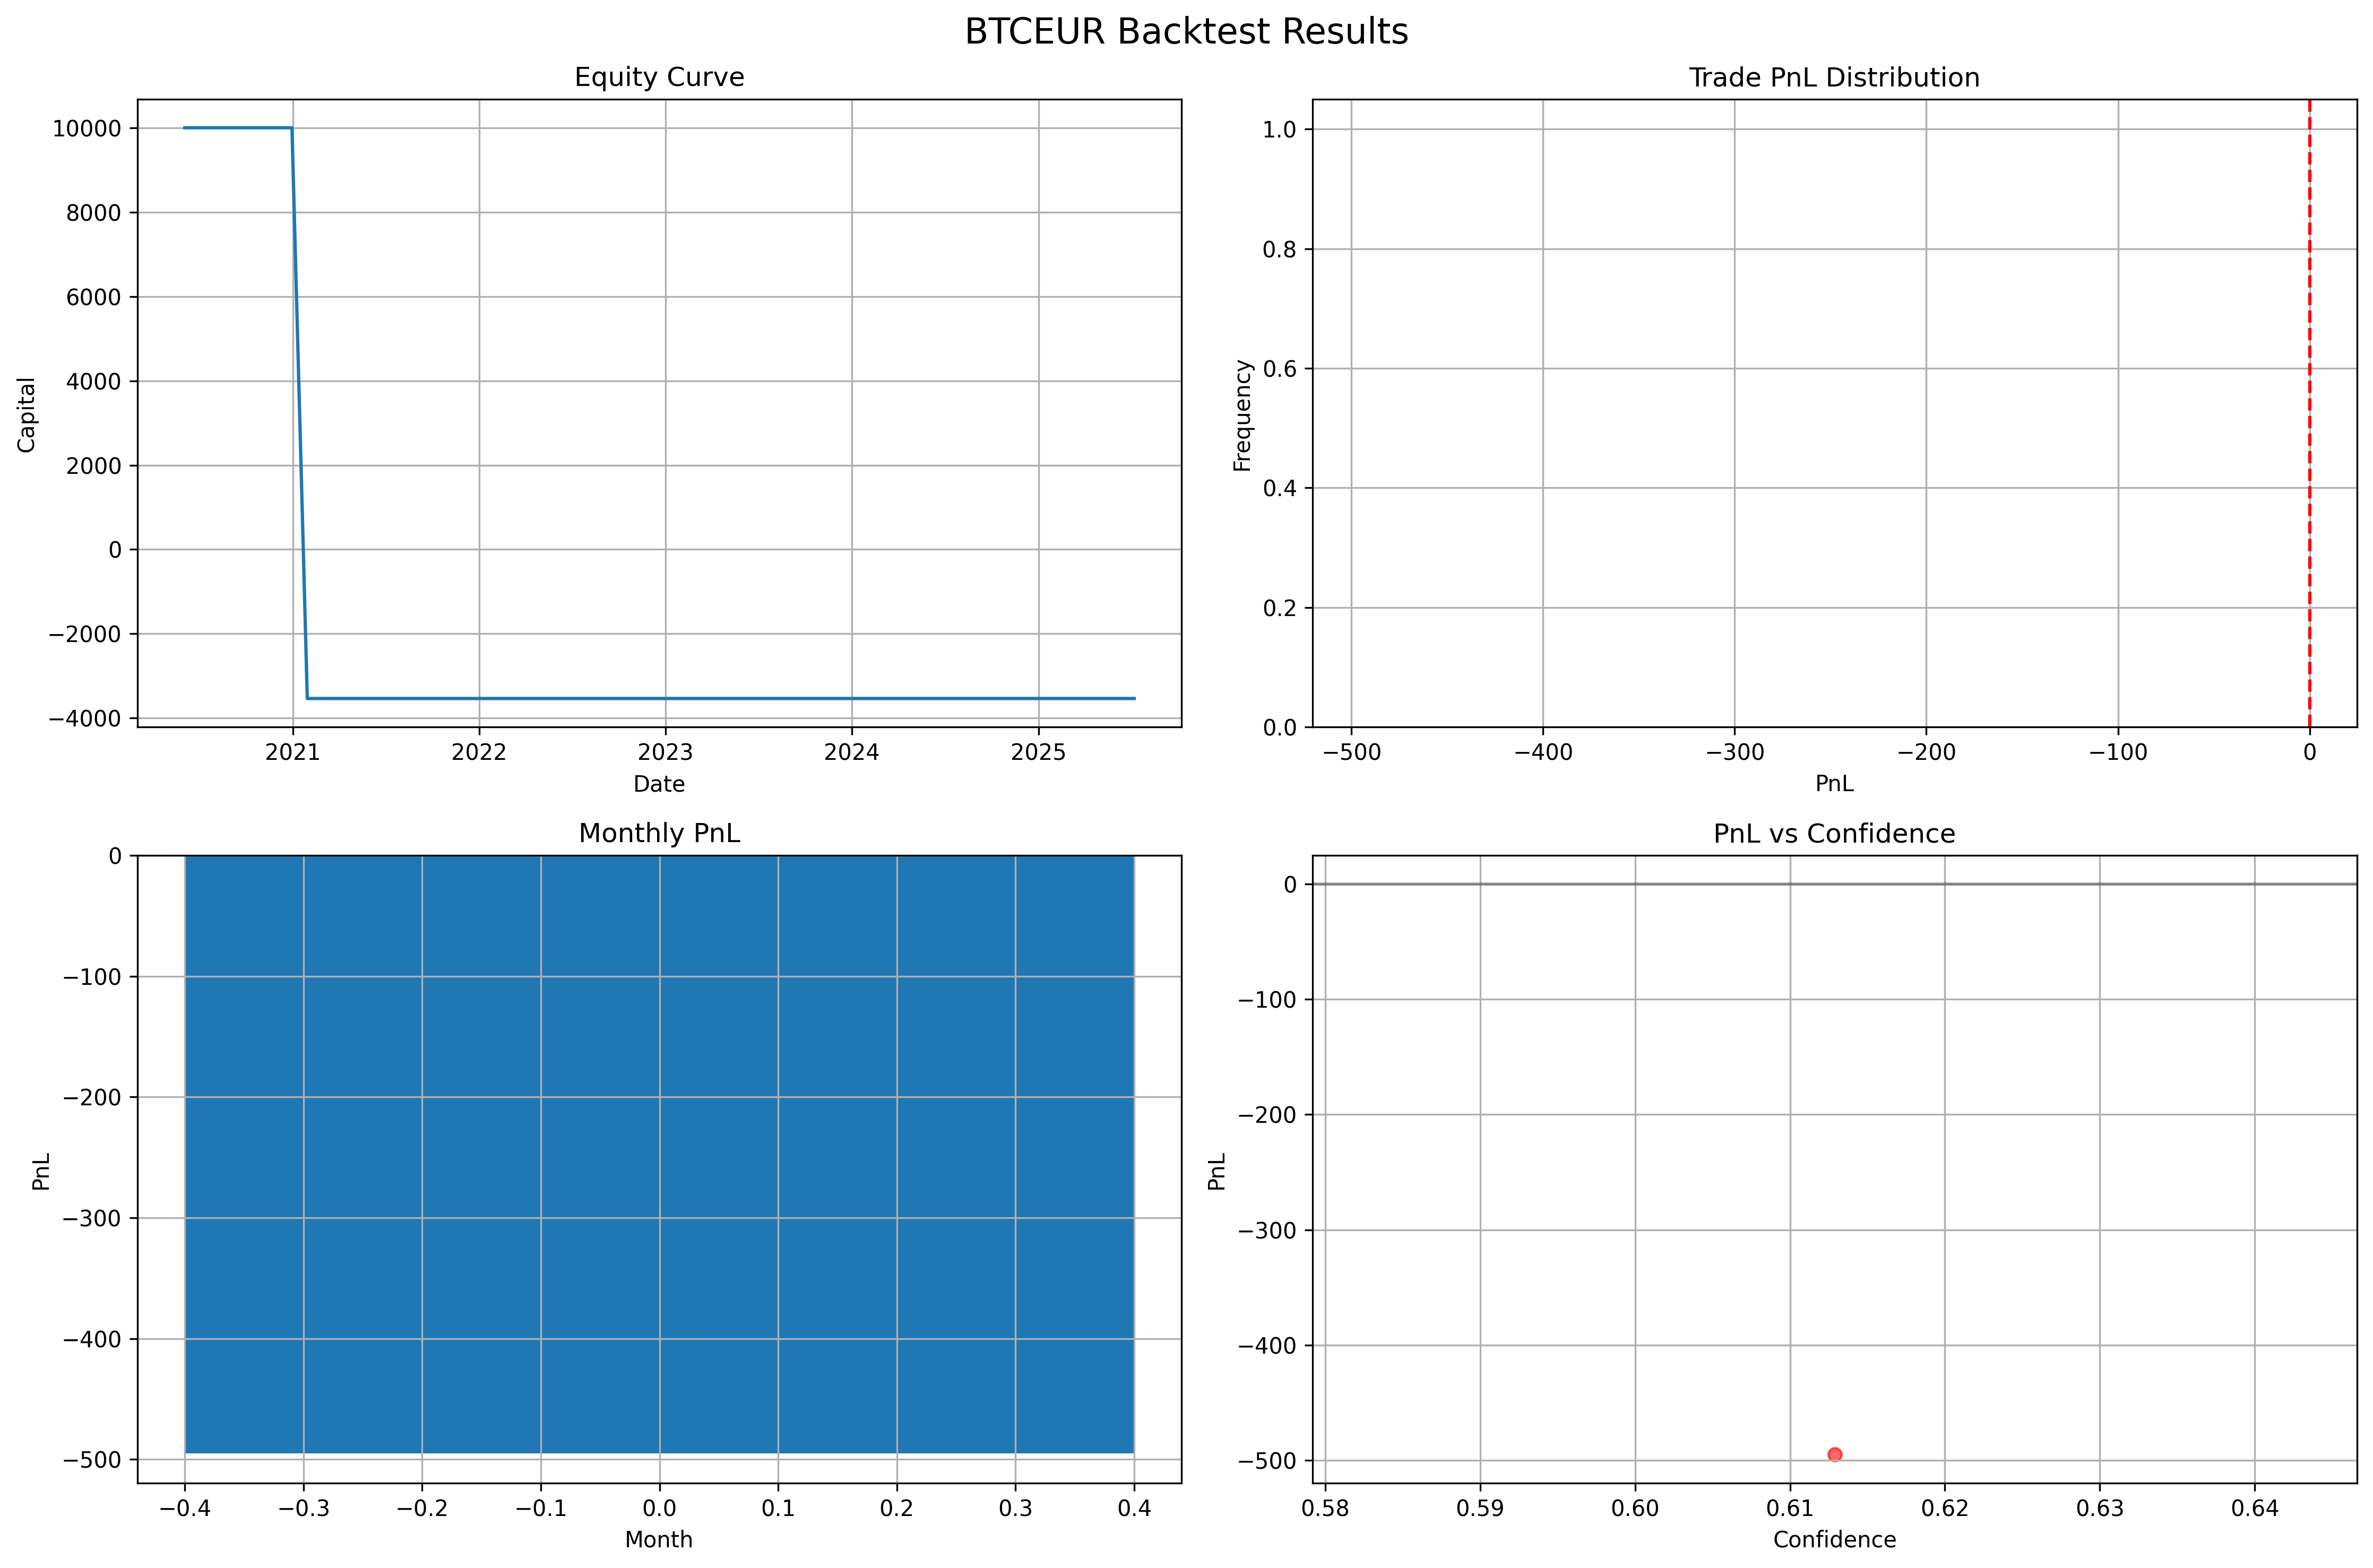 BTCEUR Backtest Results
Equity Curve
10000
8000
6000
4000
2000
0
−2000
−4000
Capital
2021 2022 2023 2024 2025
Date
Trade PnL Distribution
1.0
0.8
0.6
0.4
0.2
0.0
Frequency
−500 −400 −300 −200 −100 0
PnL
Monthly PnL
0
−100
−200
−300
−400
−500
PnL
−0.4 −0.3 −0.2 −0.1 0.0 0.1 0.2 0.3 0.4
Month
PnL vs Confidence
0
−100
−200
−300
−400
−500
PnL
0.58 0.59 0.60 0.61 0.62 0.63 0.64
Confidence